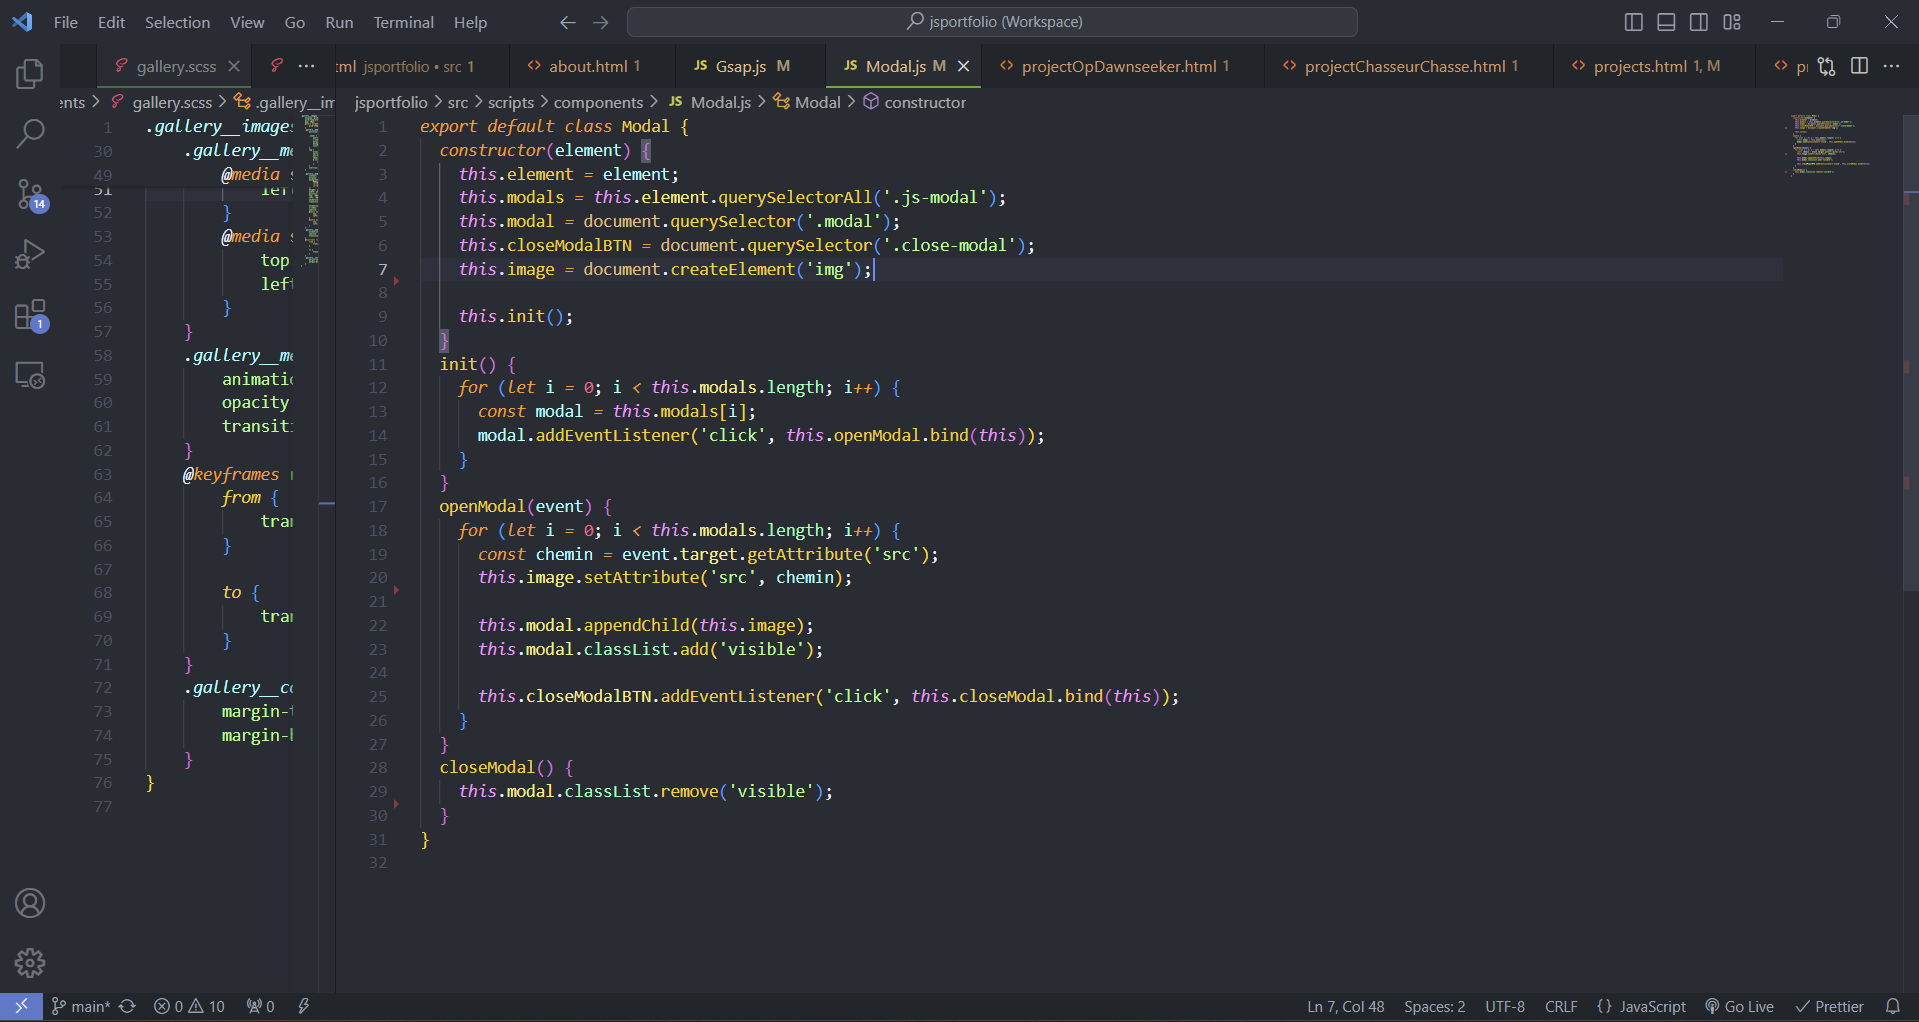 File Edit Selection View Go Run Terminal Help
jsportfolio (Workspace)
gallery.scss
tml jsportfolio • src 1
about.html 1
JS Gsap.js M
JS Modal.js M
projectOpDawnseeker.html 1
projectChasseurChasse.html 1
projects.html 1, M
ents > gallery.scss > .gallery__im
jsportfolio > src > scripts > components > JS Modal.js > Modal > constructor
14
1
1 .gallery__images
30 .gallery__me
49 @media s
51 left
52 }
53 @media s
54 top
55 left
56 }
57 }
58 .gallery__me
59 animatio
60 opacity
61 transiti
62 }
63 @keyframes
64 from {
65 tran
66 }
67
68 to {
69 tran
70 }
71 }
72 .gallery__co
73 margin-t
74 margin-b
75 }
76 }
77
1 export default class Modal {
2 constructor(element) {
3 this.element = element;
4 this.modals = this.element.querySelectorAll('.js-modal');
5 this.modal = document.querySelector('.modal');
6 this.closeModalBTN = document.querySelector('.close-modal');
7 this.image = document.createElement('img');
8
9 this.init();
10 }
11 init() {
12 for (let i = 0; i < this.modals.length; i++) {
13 const modal = this.modals[i];
14 modal.addEventListener('click', this.openModal.bind(this));
15 }
16 }
17 openModal(event) {
18 for (let i = 0; i < this.modals.length; i++) {
19 const chemin = event.target.getAttribute('src');
20 this.image.setAttribute('src', chemin);
21
22 this.modal.appendChild(this.image);
23 this.modal.classList.add('visible');
24
25 this.closeModalBTN.addEventListener('click', this.closeModal.bind(this));
26 }
27 }
28 closeModal() {
29 this.modal.classList.remove('visible');
30 }
31 }
32
main* 0 10 0
Ln 7, Col 48 Spaces: 2 UTF-8 CRLF {} JavaScript Go Live Prettier